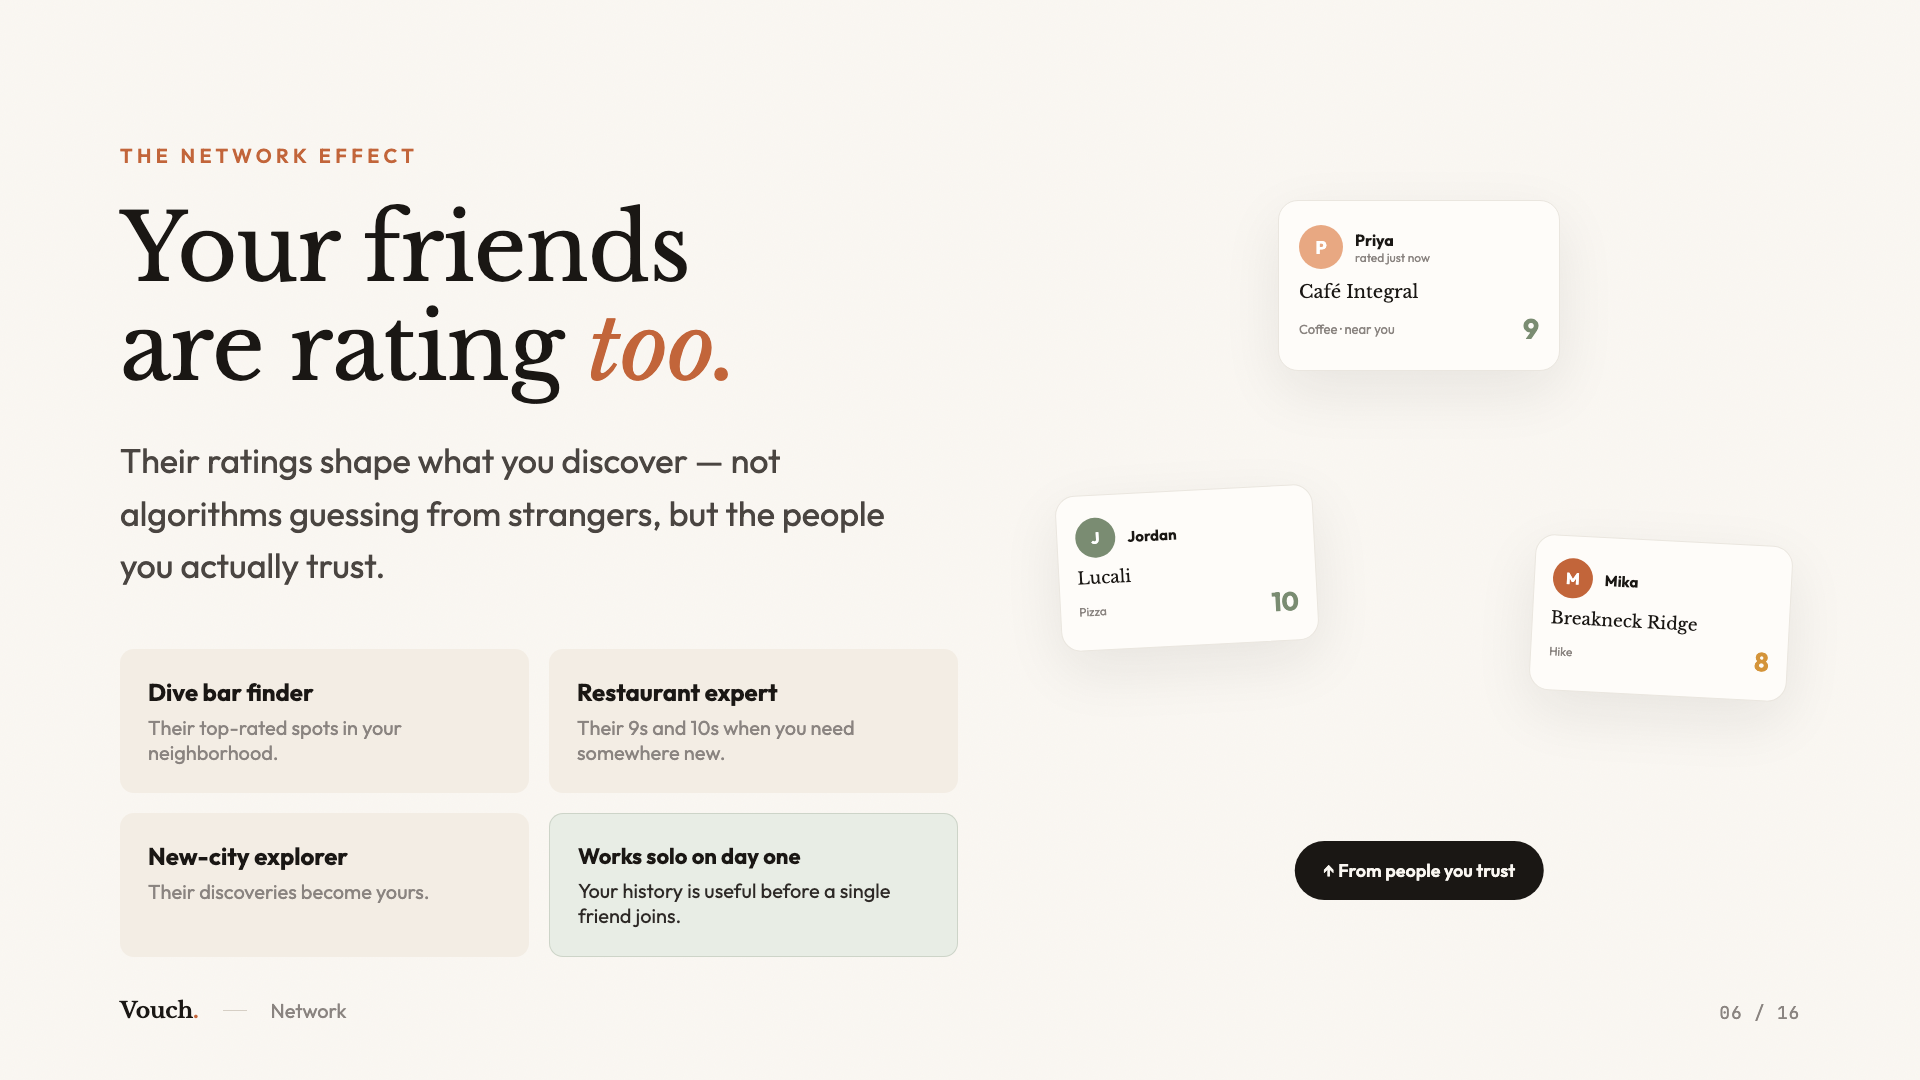 THE NETWORK EFFECT
Your friends
are rating too.
Their ratings shape what you discover — not
algorithms guessing from strangers, but the people
you actually trust.
Dive bar finder
Their top-rated spots in your
neighborhood.
Restaurant expert
Their 9s and 10s when you need
somewhere new.
New-city explorer
Their discoveries become yours.
Works solo on day one
Your history is useful before a single
friend joins.
P
Priya
rated just now
Café Integral
Coffee · near you
9
J
Jordan
Lucali
Pizza
10
M
Mika
Breakneck Ridge
Hike
8
↑ From people you trust
Vouch. — Network
06 / 16